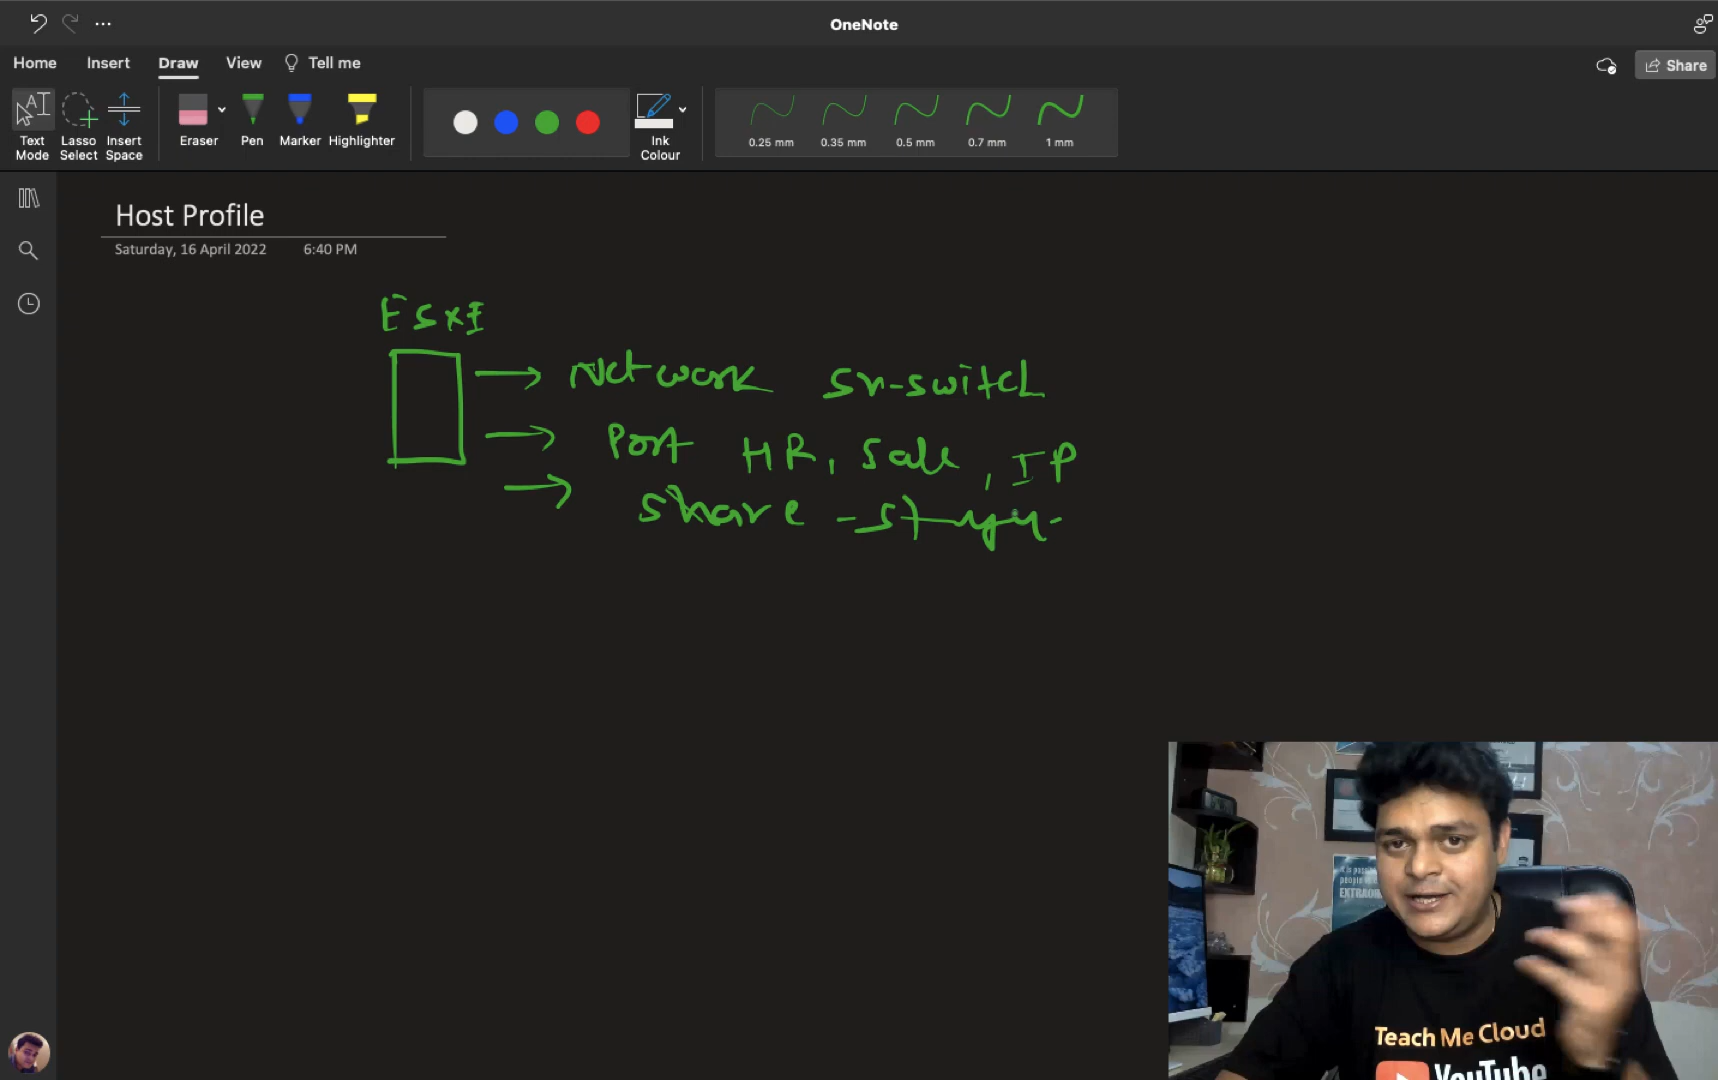 OneNote
Home Insert Draw View Tell me
Share
Text Mode
Lasso Select
Insert Space
Eraser
Pen
Marker
Highlighter
Ink Colour
0.25 mm
0.35 mm
0.5 mm
0.7 mm
1 mm
Host Profile
Saturday, 16 April 2022 6:40 PM
ESXI
Network
Port HR, Sale, IP
Share
EXTRAOR
Teach Me Cloud
YouTube